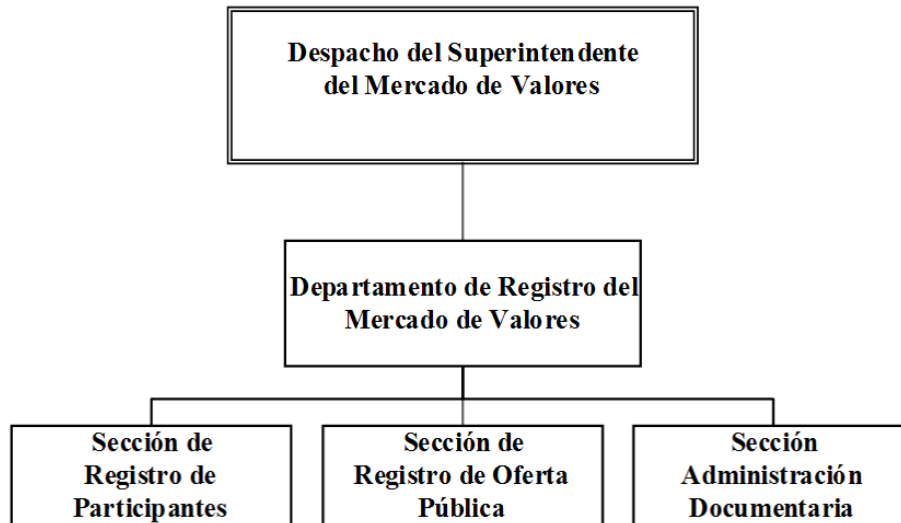 Despacho del Superintendente
del Mercado de Valores
Departamento de Registro del
Mercado de Valores
Sección de
Registro de
Participantes
Sección de
Registro de Oferta
Pública
Sección
Administración
Documentaria